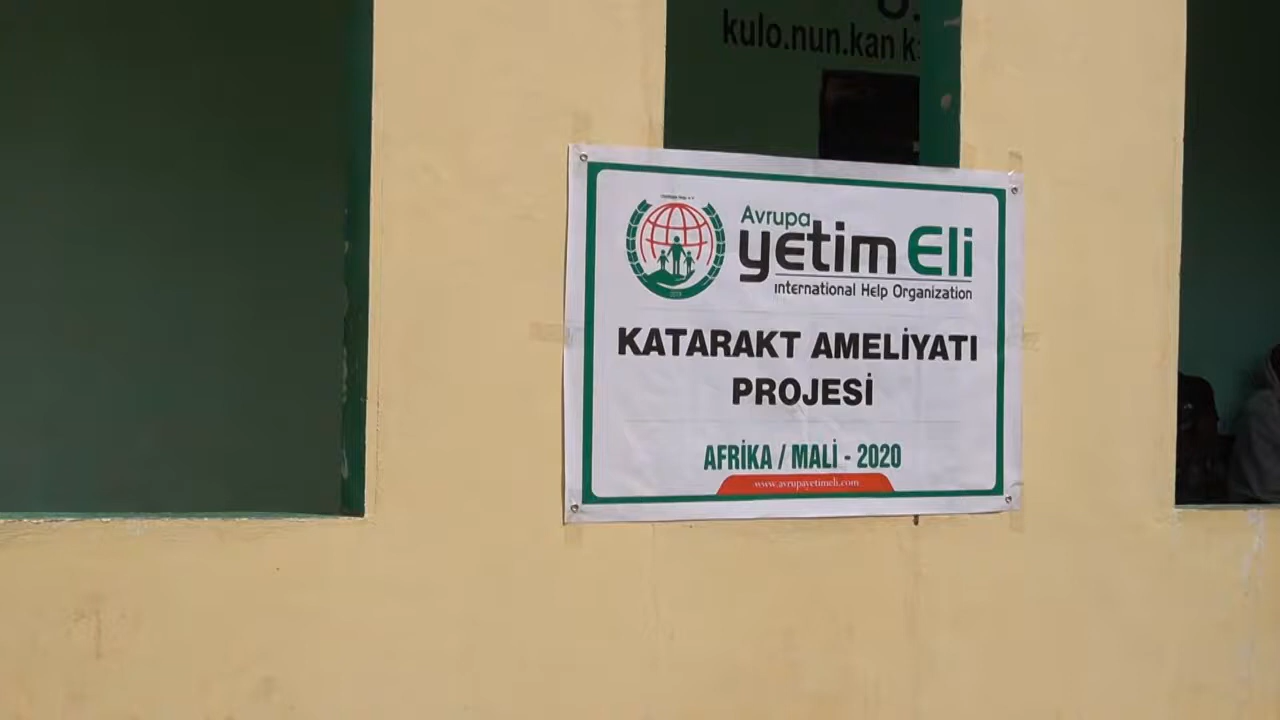 kulo.nun.kan
Avrupa
yetim Eli
International Help Organization
KATARAKT AMELİYATI
PROJESİ
AFRİKA / MALİ - 2020
www.avrupayetimeli.com